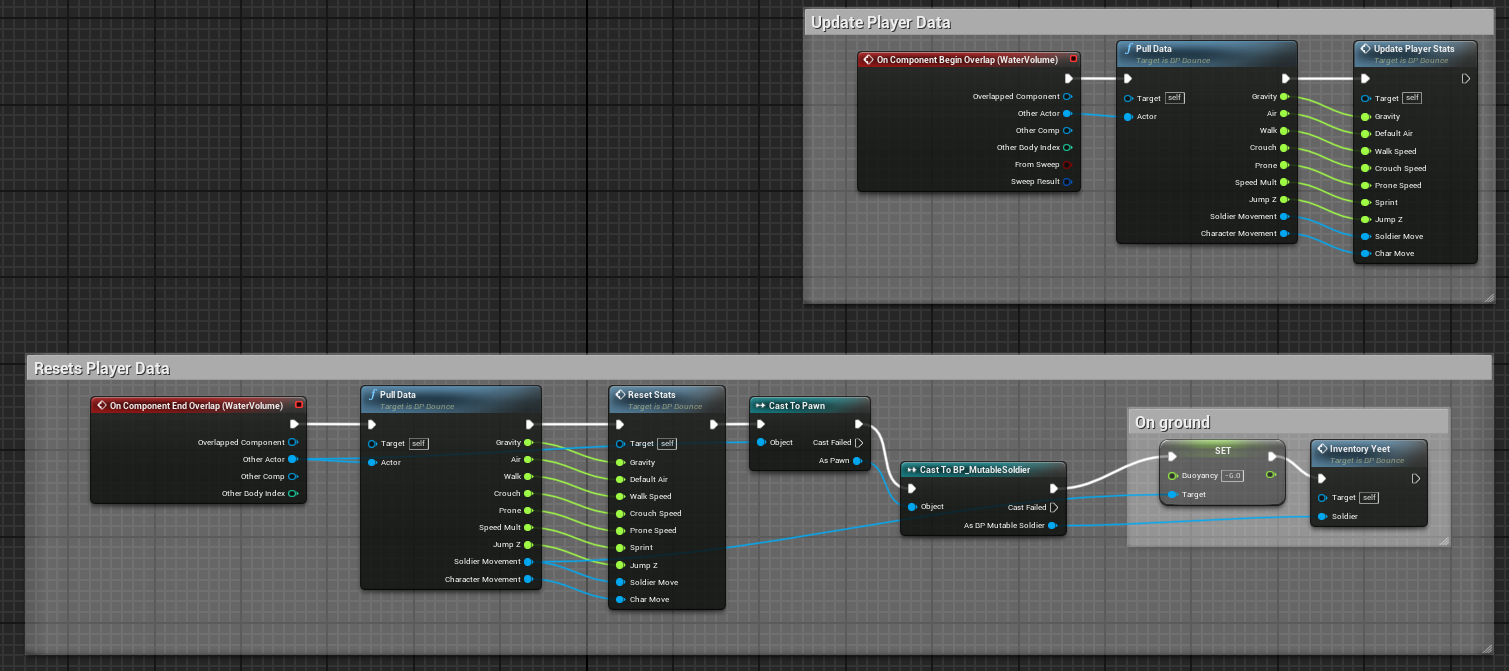 Update Player Data
On Component Begin Overlap (WaterVolume)
Overlapped Component
Other Actor
Other Comp
Other Body Index
From Sweep
Sweep Result
Pull Data
Target is BP Bounce
Target self
Actor
Gravity
Air
Walk
Crouch
Prone
Speed Mult
Jump Z
Soldier Movement
Character Movement
Update Player Stats
Target is BP Bounce
Target self
Gravity
Default Air
Walk Speed
Crouch Speed
Prone Speed
Sprint
Jump Z
Soldier Move
Char Move
Resets Player Data
On Component End Overlap (WaterVolume)
Overlapped Component
Other Actor
Other Comp
Other Body Index
Pull Data
Target is BP Bounce
Target self
Actor
Gravity
Air
Walk
Crouch
Prone
Speed Mult
Jump Z
Soldier Movement
Character Movement
Reset Stats
Target is BP Bounce
Target self
Gravity
Default Air
Walk Speed
Crouch Speed
Prone Speed
Sprint
Jump Z
Soldier Move
Char Move
Cast To Pawn
Object
Cast Failed
As Pawn
Cast To BP_MutableSoldier
Object
Cast Failed
As BP Mutable Soldier
On ground
SET
Buoyancy -6.0
Target
Inventory Yeet
Target is BP Bounce
Target self
Soldier